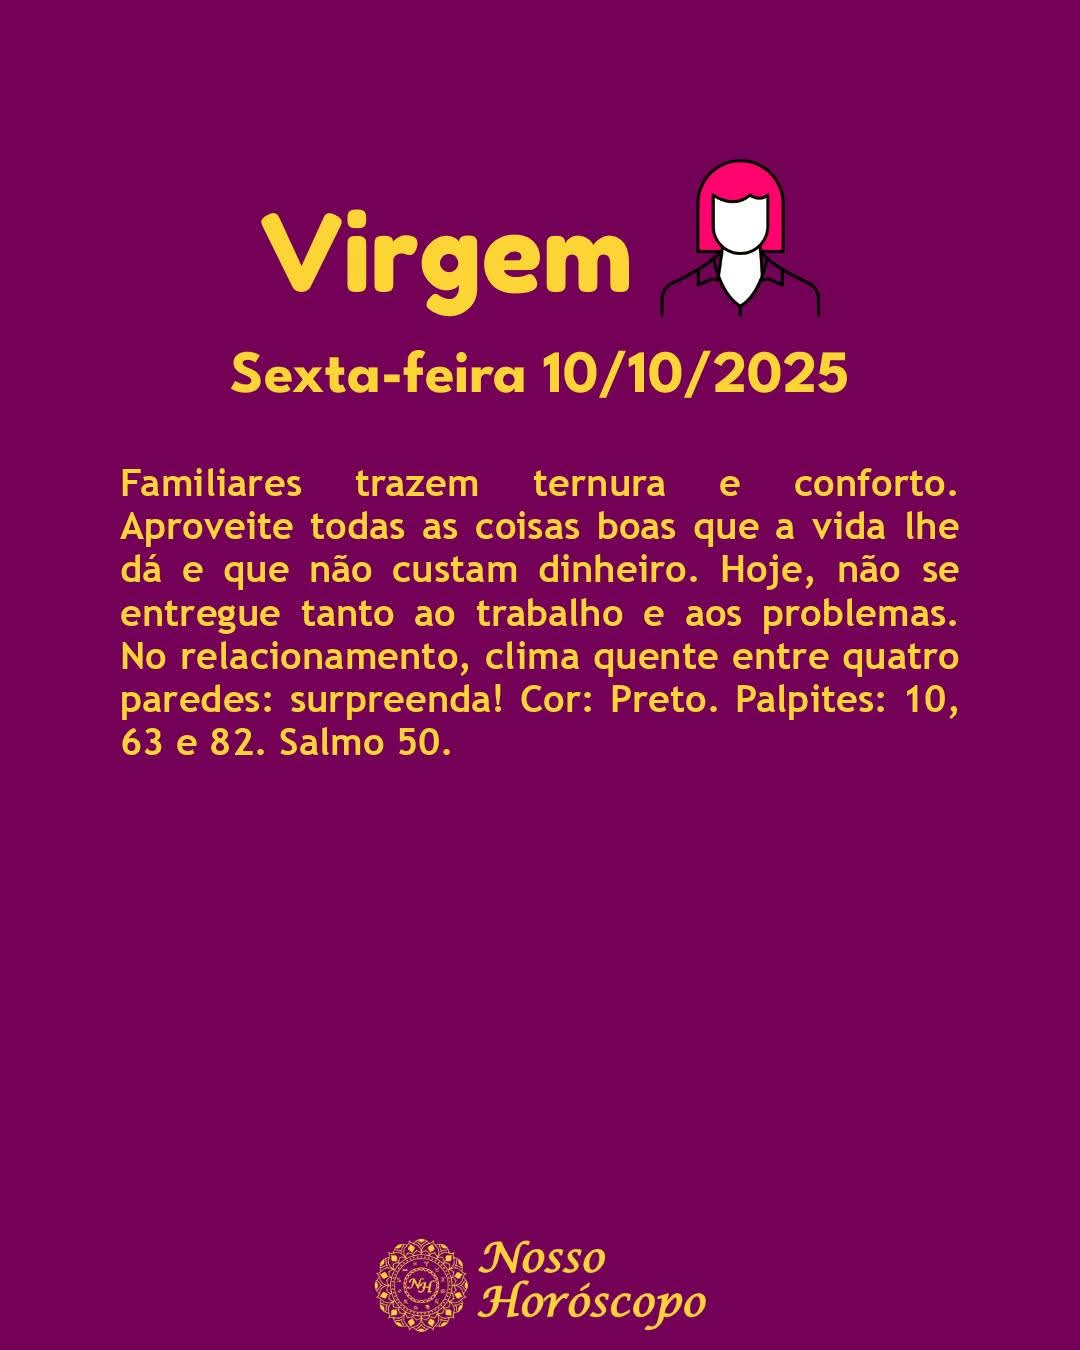 Virgem
Sexta-feira 10/10/2025
Familiares trazem ternura e conforto.
Aproveite todas as coisas boas que a vida lhe
dá e que não custam dinheiro. Hoje, não se
entregue tanto ao trabalho e aos problemas.
No relacionamento, clima quente entre quatro
paredes: surpreenda! Cor: Preto. Palpites: 10,
63 e 82. Salmo 50.
NH
Nosso
Horóscopo